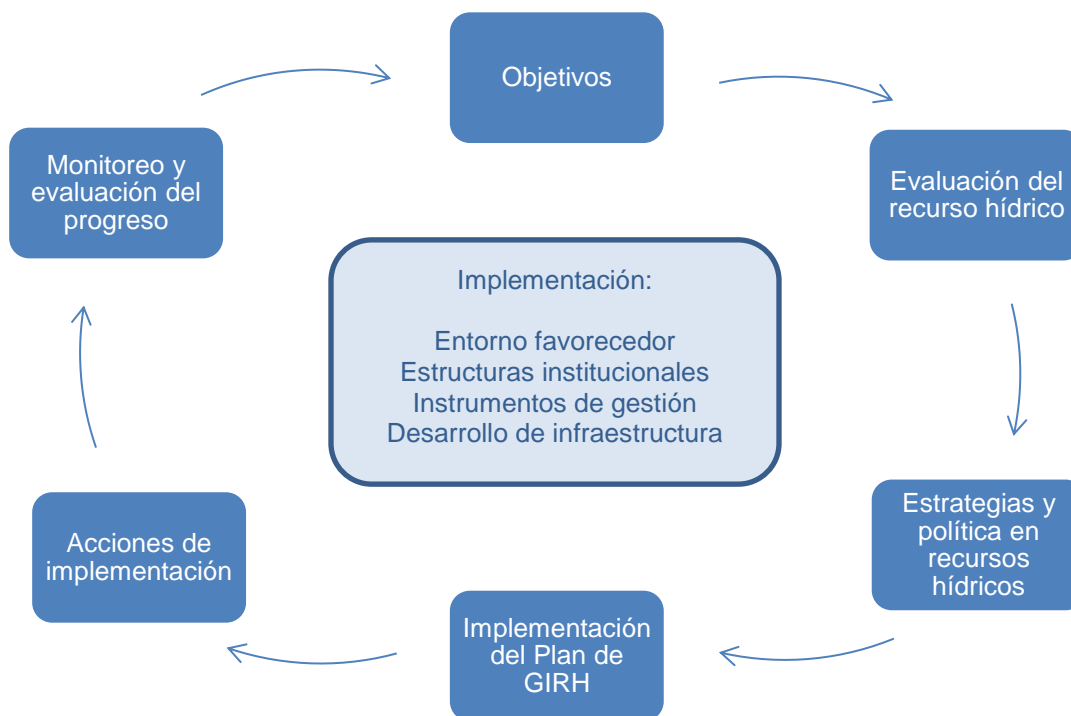 Objetivos
Evaluación del
recurso hídrico
Estrategias y
política en
recursos
hídricos
Implementación
del Plan de
GIRH
Acciones de
implementación
Monitoreo y
evaluación del
progreso
Implementación:
Entorno favorecedor
Estructuras institucionales
Instrumentos de gestión
Desarrollo de infraestructura